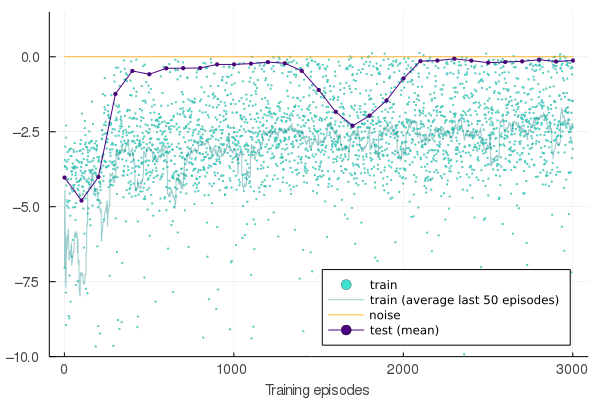 0.0
−2.5
−5.0
−7.5
−10.0
0
1000
2000
3000
Training episodes
train
train (average last 50 episodes)
noise
test (mean)